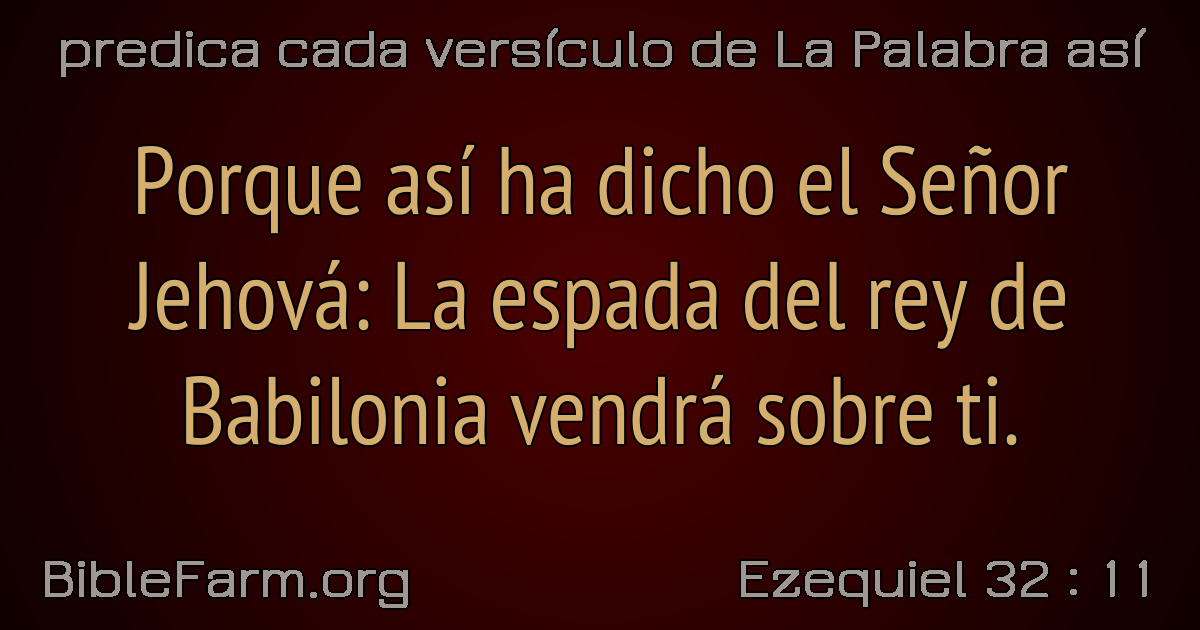 predica cada versículo de La Palabra así
Porque así ha dicho el Señor
Jehová: La espada del rey de
Babilonia vendrá sobre ti.
BibleFarm.org
Ezequiel 32 : 11